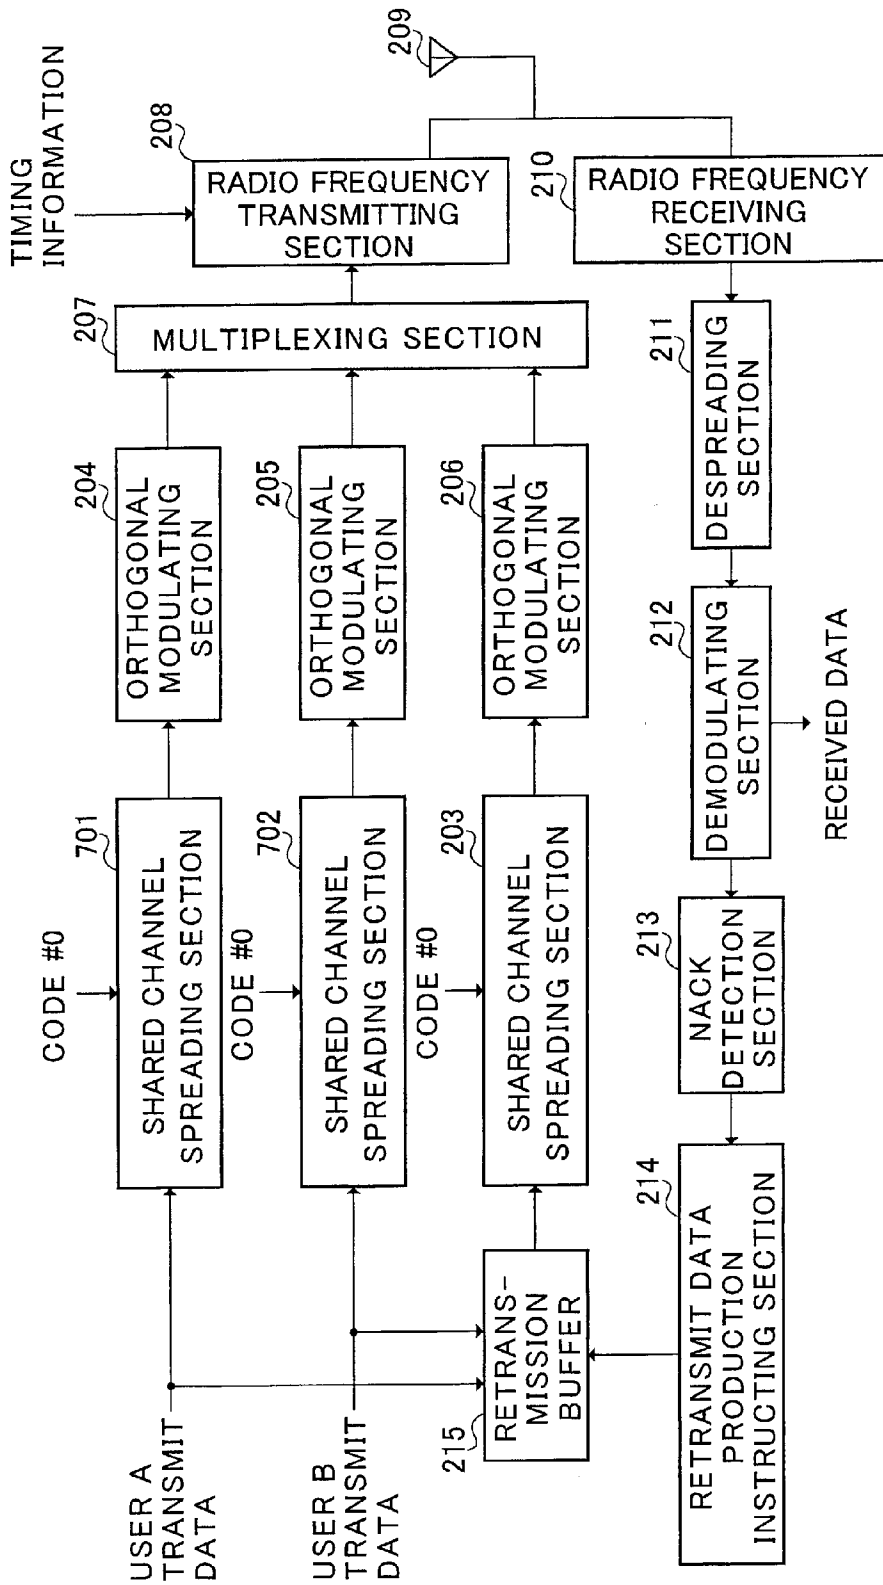 TIMING
INFORMATION
208
RADIO FREQUENCY
TRANSMITTING
SECTION
209
207
MULTIPLEXING SECTION
210
RADIO FREQUENCY
RECEIVING
SECTION
204
ORTHOGONAL
MODULATING
SECTION
205
ORTHOGONAL
MODULATING
SECTION
206
ORTHOGONAL
MODULATING
SECTION
211
DESPREADING
SECTION
CODE #0
701
SHARED CHANNEL
SPREADING SECTION
CODE #0
702
SHARED CHANNEL
SPREADING SECTION
CODE #0
203
SHARED CHANNEL
SPREADING SECTION
212
DEMODULATING
SECTION
RECEIVED DATA
213
NACK
DETECTION
SECTION
USER A
TRANSMIT
DATA
USER B
TRANSMIT
DATA
215
RETRANS-
MISSION
BUFFER
214
RETRANSMIT DATA
PRODUCTION
INSTRUCTING SECTION